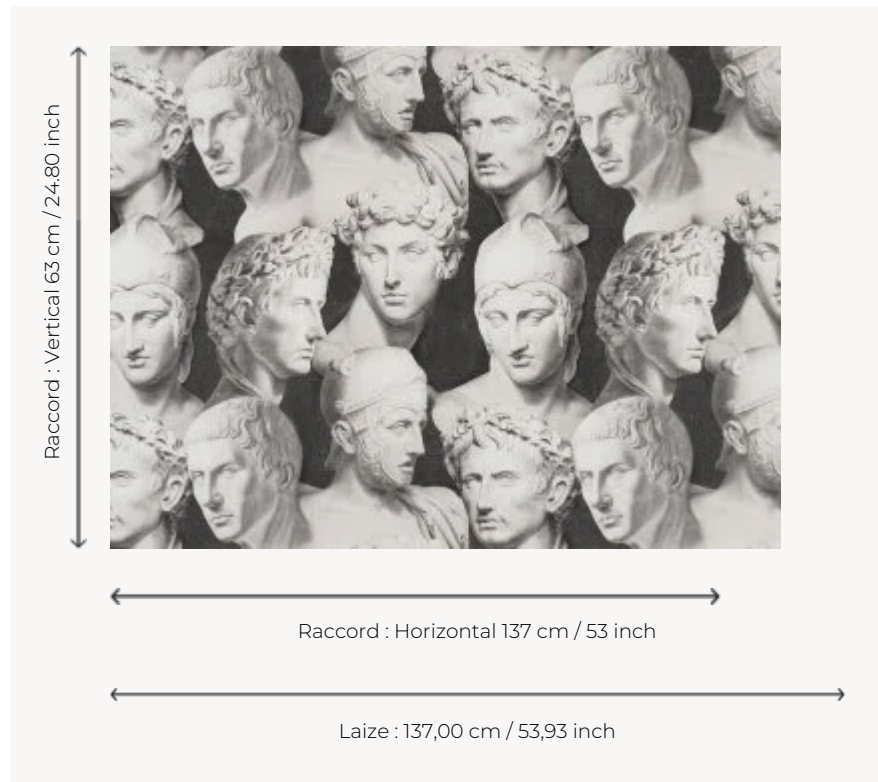 Raccord : Vertical 63 cm / 24.80 inch
Raccord : Horizontal 137 cm / 53 inch
Laize : 137,00 cm / 53,93 inch